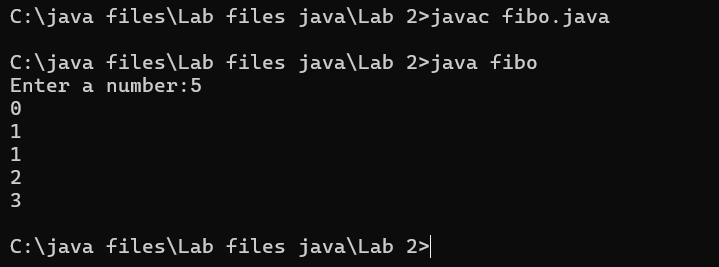 C:\java files\Lab files java\Lab 2>javac fibo.java
C:\java files\Lab files java\Lab 2>java fibo
Enter a number:5
0
1
1
2
3
C:\java files\Lab files java\Lab 2>